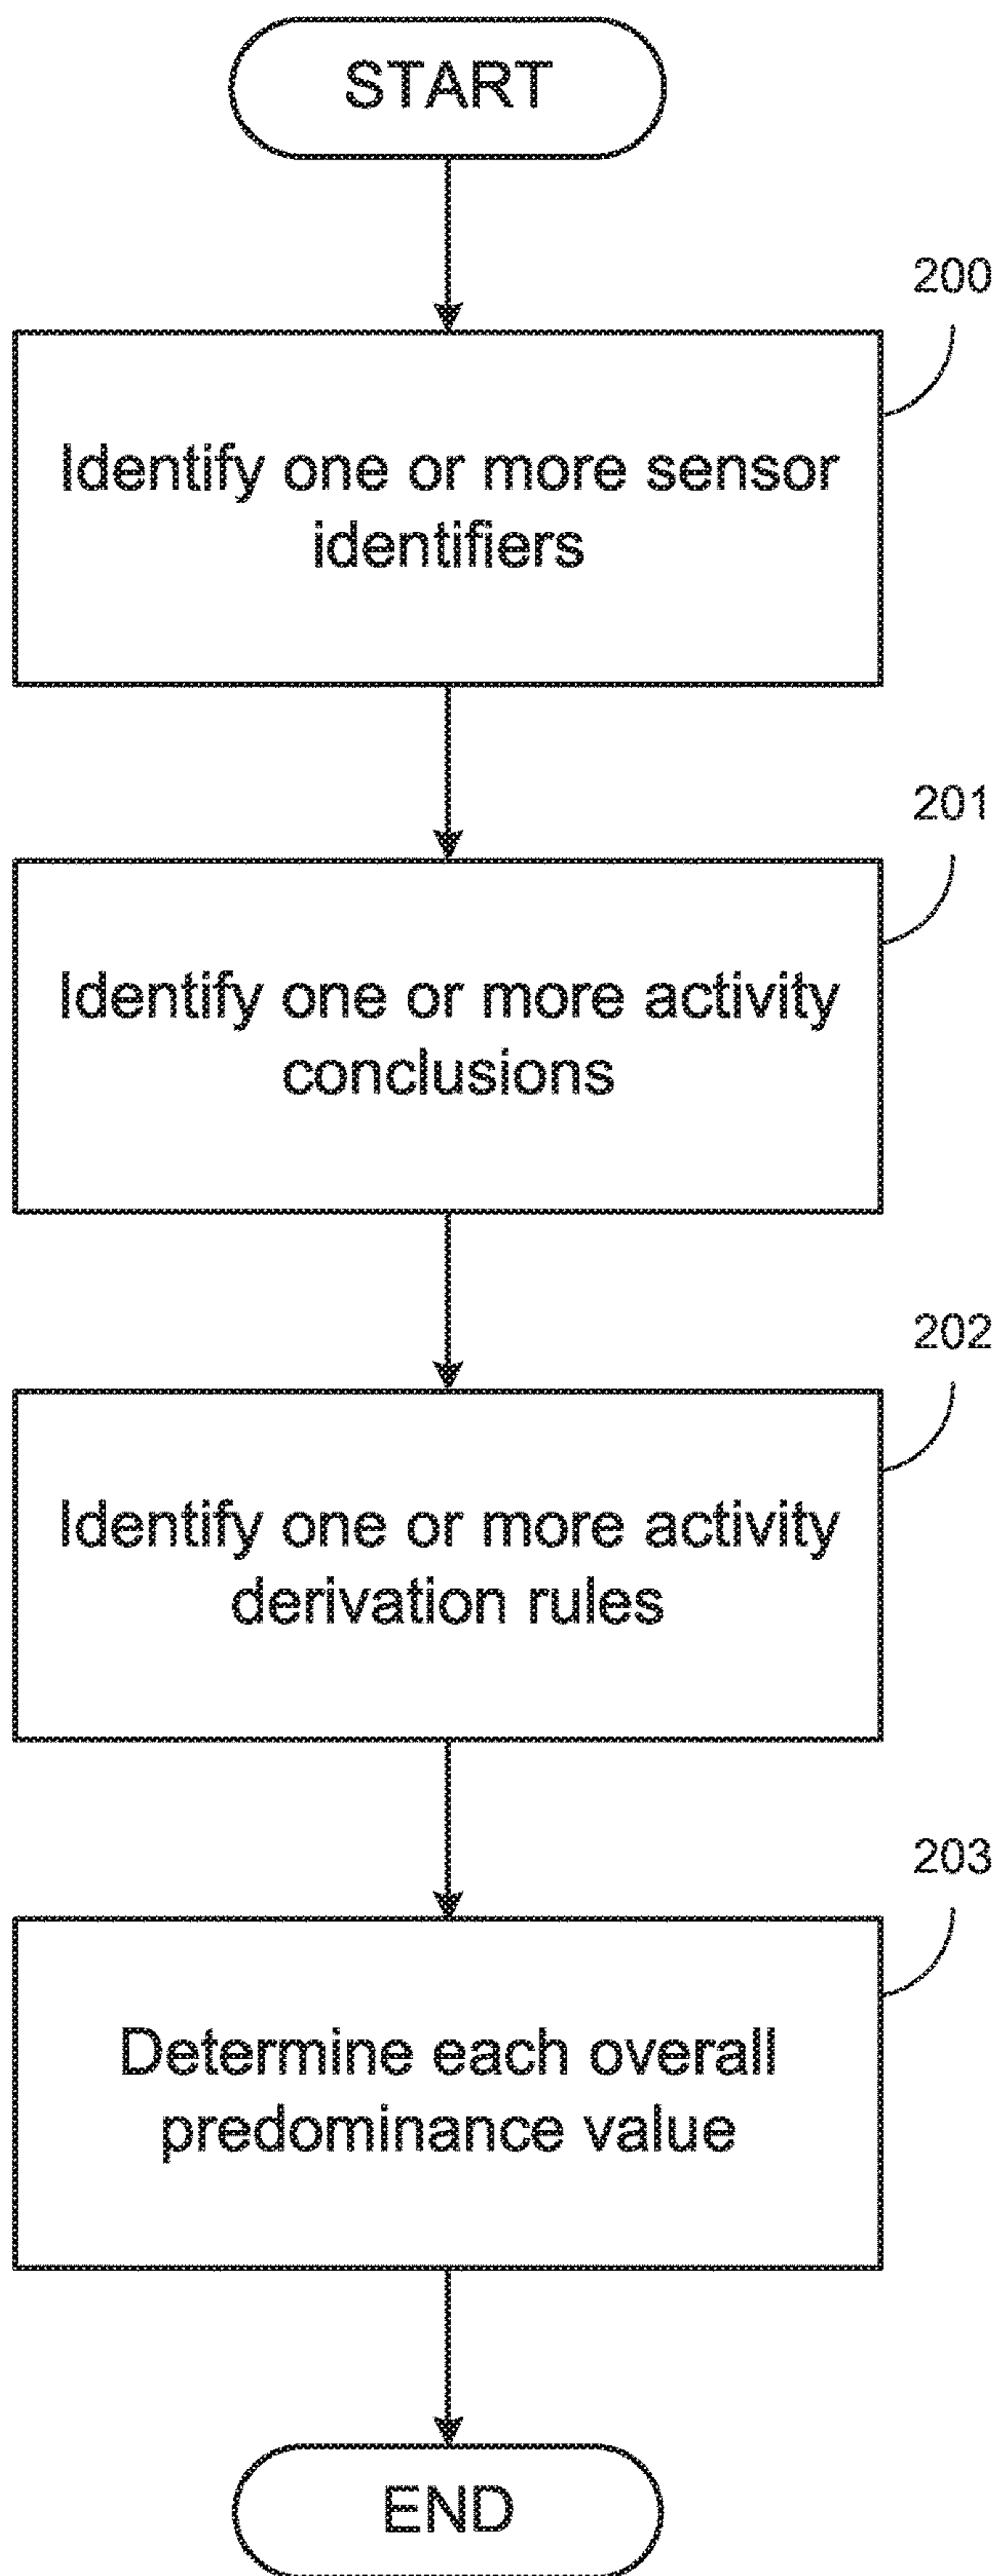 START
200
Identify one or more sensor
identifiers
201
Identify one or more activity
conclusions
202
Identify one or more activity
derivation rules
203
Determine each overall
predominance value
END